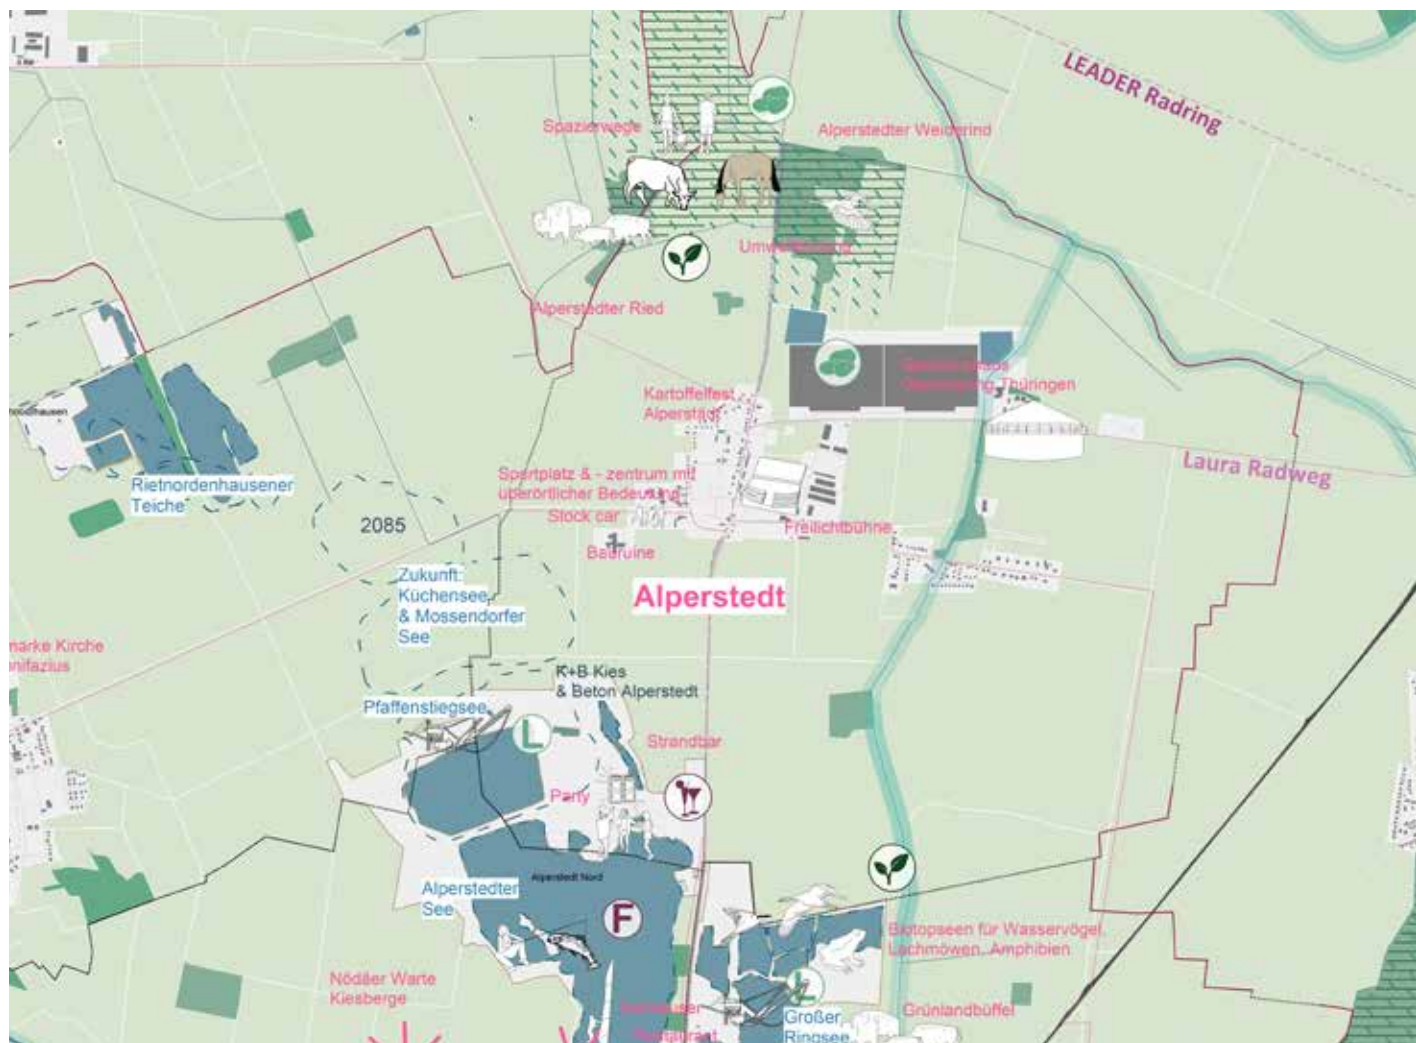 LEADER Radring
Spazierwege
Alperstedter Weiderind
Alperstedter Ried
Kartoffelfest
Alperstedt
Thüringen
Laura Radweg
Rietnordenhausener
Teiche
2085
Sportplatz & - zentrum mit
überörtlicher Bedeutung
Stock car
Freilichtbühne
Bauruine
Zukunft:
Küchensee
& Mossendorfer
See
Alperstedt
Kirche
K+B Kies
& Beton Alperstedt
Pfaffenstiegsee
L
Strandbar
Party
Alperstedt Nord
Alperstedter
See
F
Biotopseen für Wasservögel,
Lachmöwen, Amphibien
Nödaer Warte
Kiesberge
L
Grünlandbüffel
Großer
Ringsee